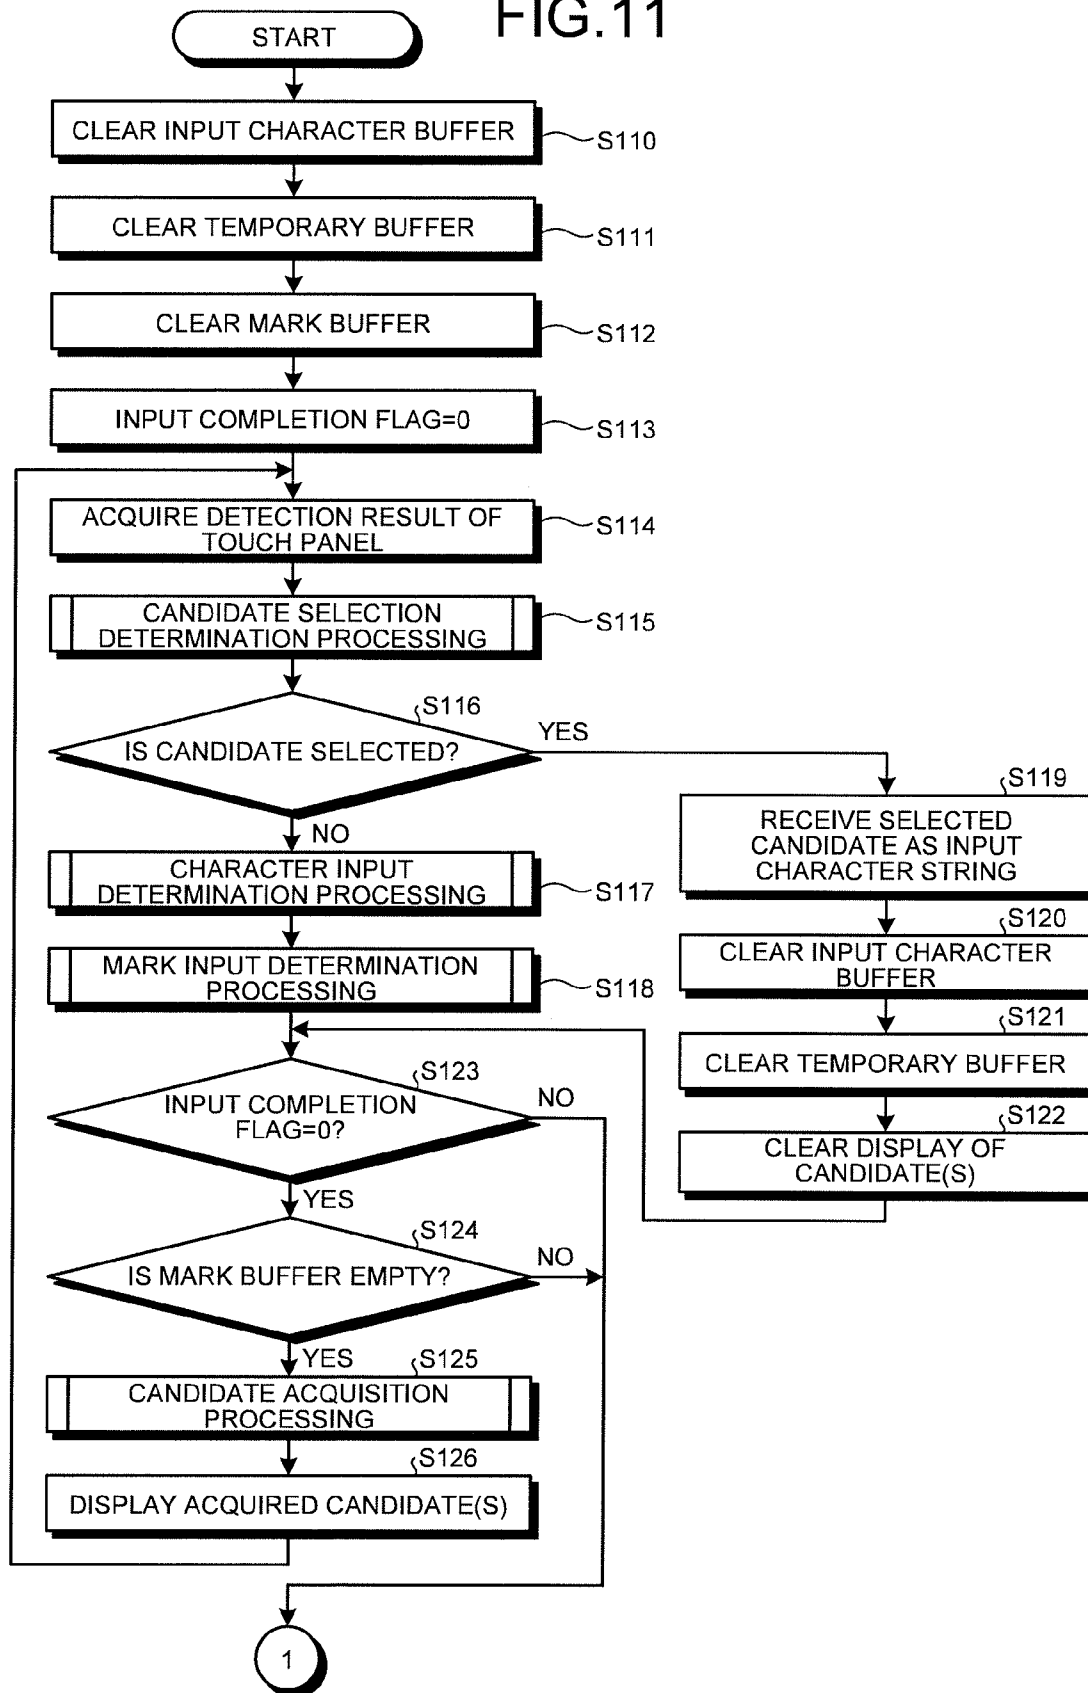 FIG.11
START
CLEAR INPUT CHARACTER BUFFER
S110
CLEAR TEMPORARY BUFFER
S111
CLEAR MARK BUFFER
S112
INPUT COMPLETION FLAG=0
S113
ACQUIRE DETECTION RESULT OF
TOUCH PANEL
S114
CANDIDATE SELECTION
DETERMINATION PROCESSING
S115
S116
IS CANDIDATE SELECTED?
YES
NO
CHARACTER INPUT
DETERMINATION PROCESSING
S117
MARK INPUT DETERMINATION
PROCESSING
S118
S119
RECEIVE SELECTED
CANDIDATE AS INPUT
CHARACTER STRING
S120
CLEAR INPUT CHARACTER
BUFFER
S121
CLEAR TEMPORARY BUFFER
S122
CLEAR DISPLAY OF
CANDIDATE(S)
S123
INPUT COMPLETION
FLAG=0?
NO
YES
S124
IS MARK BUFFER EMPTY?
NO
YES
S125
CANDIDATE ACQUISITION
PROCESSING
S126
DISPLAY ACQUIRED CANDIDATE(S)
1